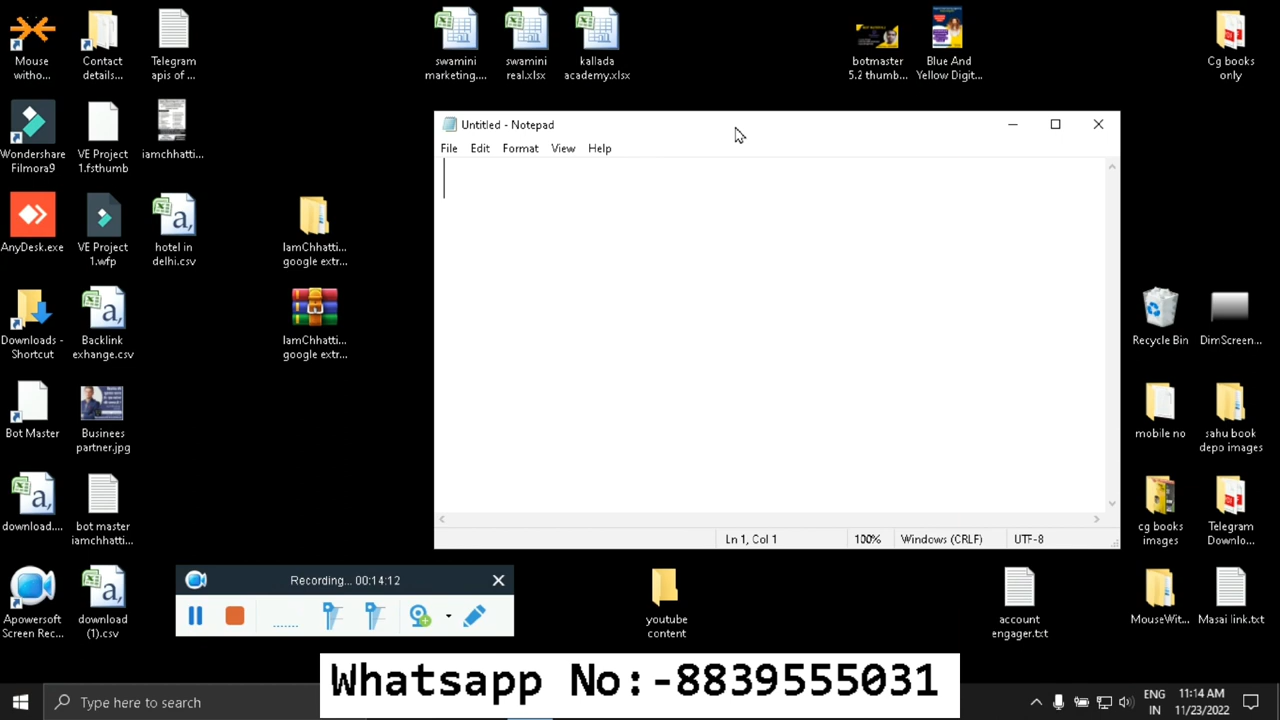 Mouse
witho...
Contact
details...
Telegram
apis of ...
swamini
marketing....
swamini
real.xlsx
kallada
academy.xlsx
botmaster
5.2 thumb...
Blue And
Yellow Digit...
Cg books
only
Untitled - Notepad
File Edit Format View Help
Wondershare
Filmora9
VE Project
1.fsthumb
iamchhatti...
AnyDesk.exe
VE Project
1.wfp
hotel in
delhi.csv
IamChhatti...
google extr...
Downloads -
Shortcut
Backlink
exhange.csv
IamChhatti...
google extr...
Recycle Bin
DimScreen...
Bot Master
Businees
partner.jpg
mobile no
sahu book
depo images
download....
bot master
iamchhatti...
cg books
images
Telegram
Downlo...
Ln 1, Col 1 100% Windows (CRLF) UTF-8
Recording... 00:14:12
Apowersoft
Screen Rec...
download
(1).csv
youtube
content
account
engager.txt
MouseWit...
Masai link.txt
Whatsapp No:-8839555031
Type here to search
ENG
IN
11:14 AM
11/23/2022